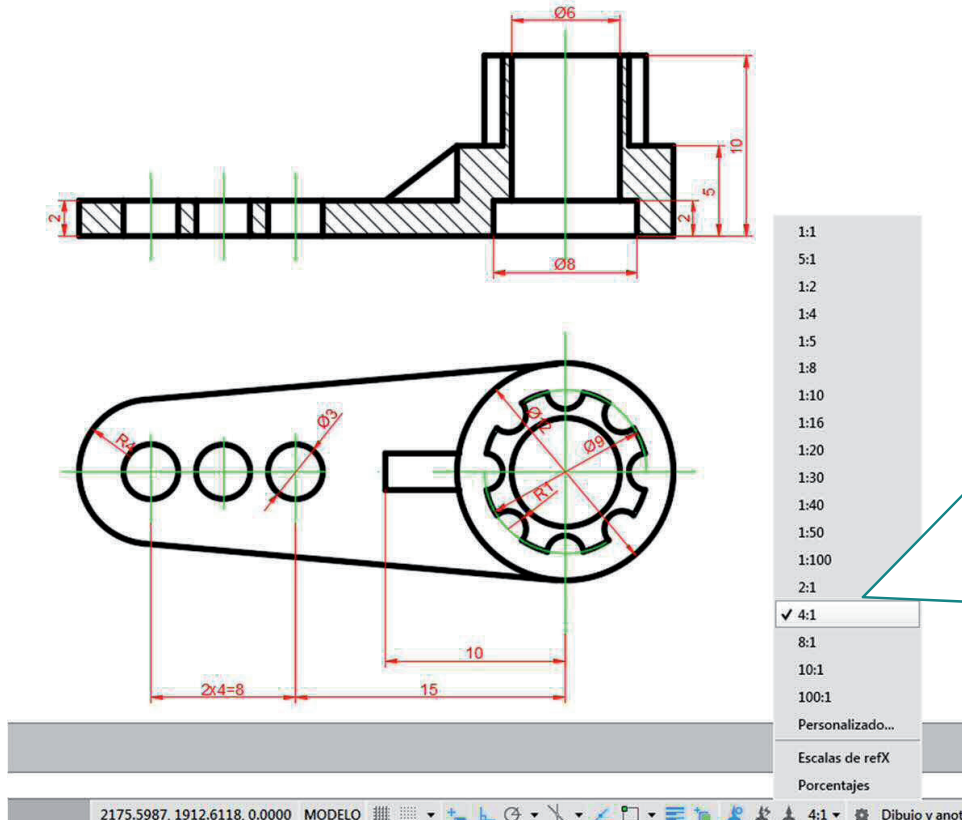 Ø6
10
5
2
2
Ø8
1:1
5:1
1:2
1:4
1:5
1:8
1:10
1:16
1:20
1:30
1:40
1:50
1:100
2:1
4:1
8:1
10:1
100:1
Personalizado...
Escalas de refX
Porcentajes
R4
Ø3
Ø12
Ø9
R1
10
2x4=8
15
2175.5987, 1912.6118, 0.0000 MODELO 4:1 Dibujo y anot